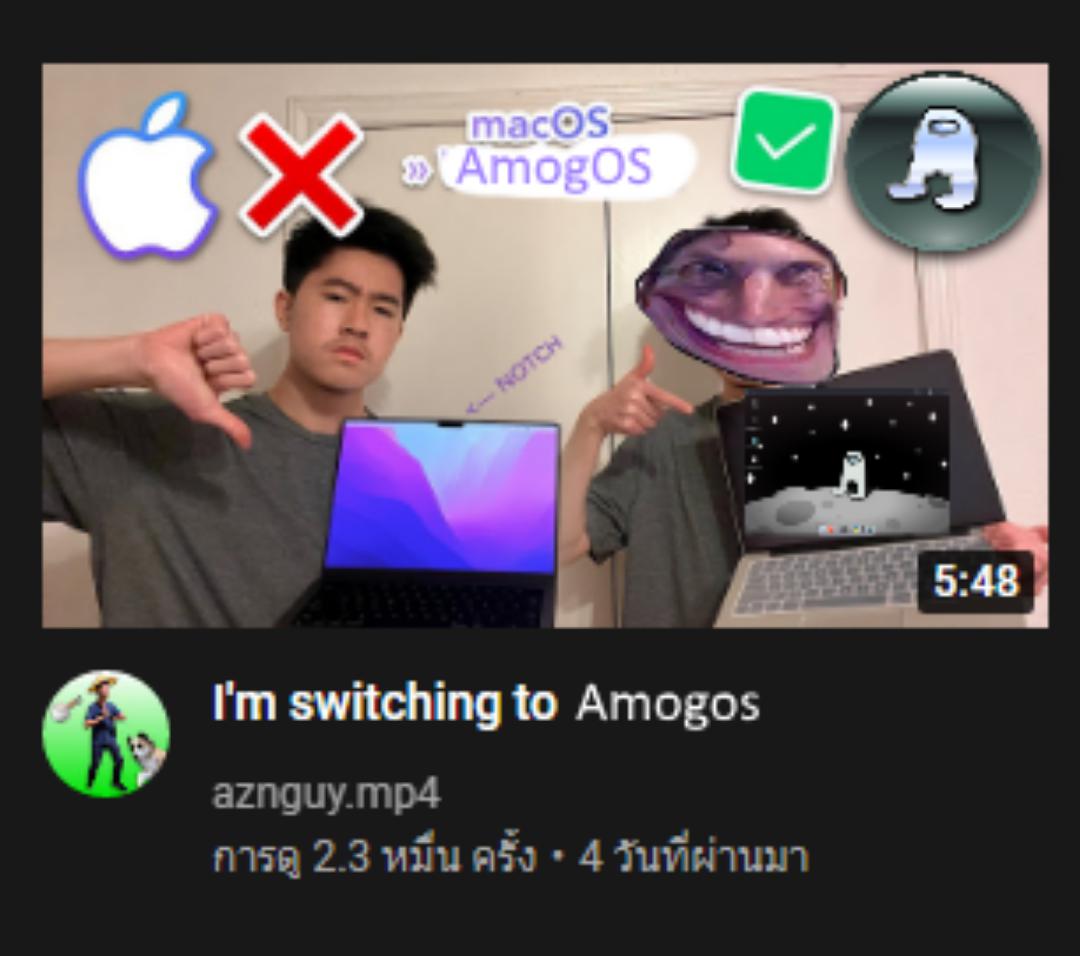 macOS
» AmogOS
<--- NOTCH
5:48
I'm switching to Amogos
aznguy.mp4
การดู 2.3 หมื่น ครั้ง • 4 วันที่ผ่านมา